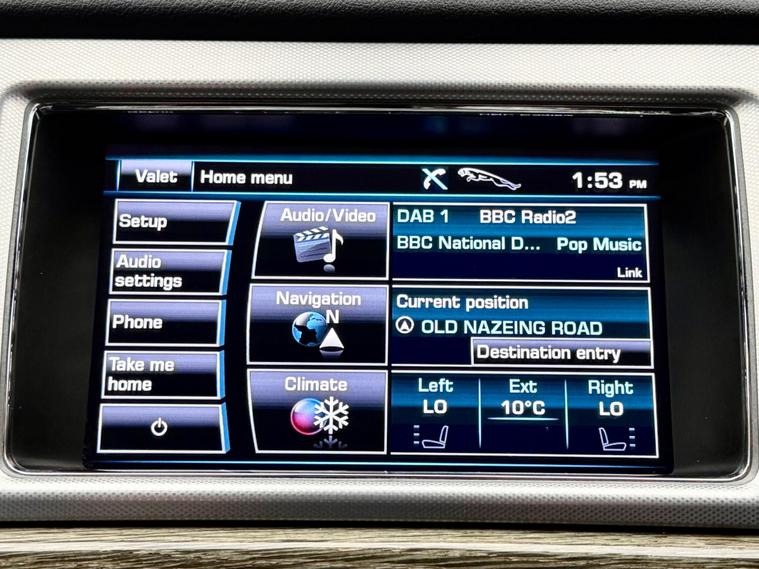 Valet Home menu 1:53 PM
Setup
Audio settings
Phone
Take me home
Audio/Video
Navigation
N
Climate
DAB 1 BBC Radio2
BBC National D... Pop Music
Link
Current position
OLD NAZEING ROAD
Destination entry
Left Ext Right
LO 10°C LO